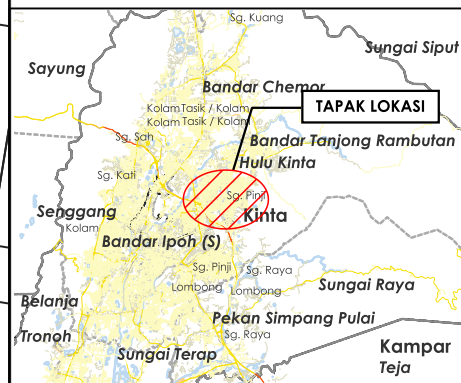 Sg. Kuang
Sungai Siput
Sayung
Bandar Chemor
TAPAK LOKASI
Kolam Tasik / Kolam
Kolam Tasik / Kolam
Sg. Sah
Bandar Tanjong Rambutan
Hulu Kinta
Sg. Kati
Sg. Pinji
Senggang
Kinta
Kolam
Bandar Ipoh (S)
Sg. Pinji
Sg. Raya
Lombong
Lombong
Sungai Raya
Belanja
Pekan Simpang Pulai
Tronoh
Sg. Raya
Kampar
Sungai Terap
Teja